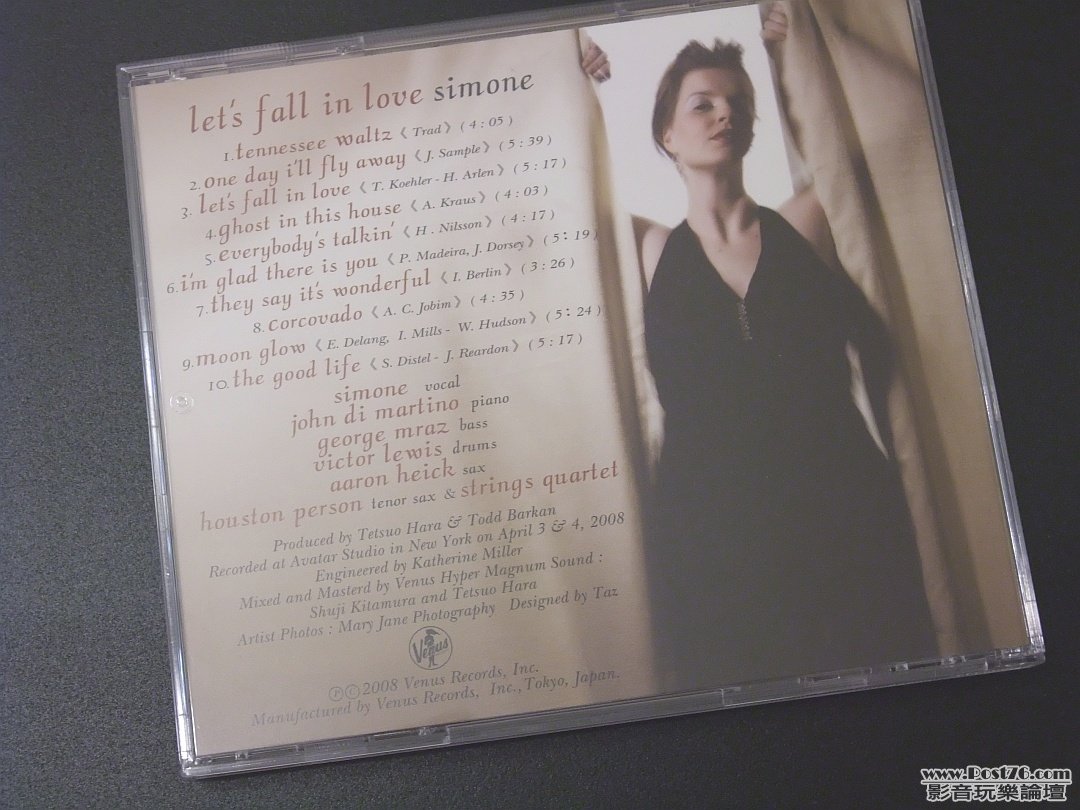 let's fall in love simone
1.tennessee waltz《Trad》(4:05)
2.one day i'll fly away《J. Sample》(5:39)
3. let's fall in love《T. Koehler - H. Arlen》(5:17)
4.ghost in this house《A. Kraus》(4:03)
5.everybody's talkin'《H. Nilsson》(4:17)
6.i'm glad there is you《P. Madeira, J. Dorsey》(5:19)
7.they say it's wonderful《I. Berlin》(3:26)
8.corcovado《A. C. Jobim》(4:35)
9.moon glow《E. Delang, I. Mills - W. Hudson》(5:24)
10.the good life《S. Distel - J. Reardon》(5:17)
simone vocal
john di martino piano
george mraz bass
victor lewis drums
aaron heick sax
houston person tenor sax & strings quartet
Produced by Tetsuo Hara & Todd Barkan
Recorded at Avatar Studio in New York on April 3 & 4, 2008
Engineered by Katherine Miller
Mixed and Masterd by Venus Hyper Magnum Sound :
Shuji Kitamura and Tetsuo Hara
Artist Photos : Mary Jane Photography Designed by Taz
Venus
ⓅⒸ2008 Venus Records, Inc.
Manufactured by Venus Records, Inc.,Tokyo, Japan.
www.Post76.com
影音玩樂論壇